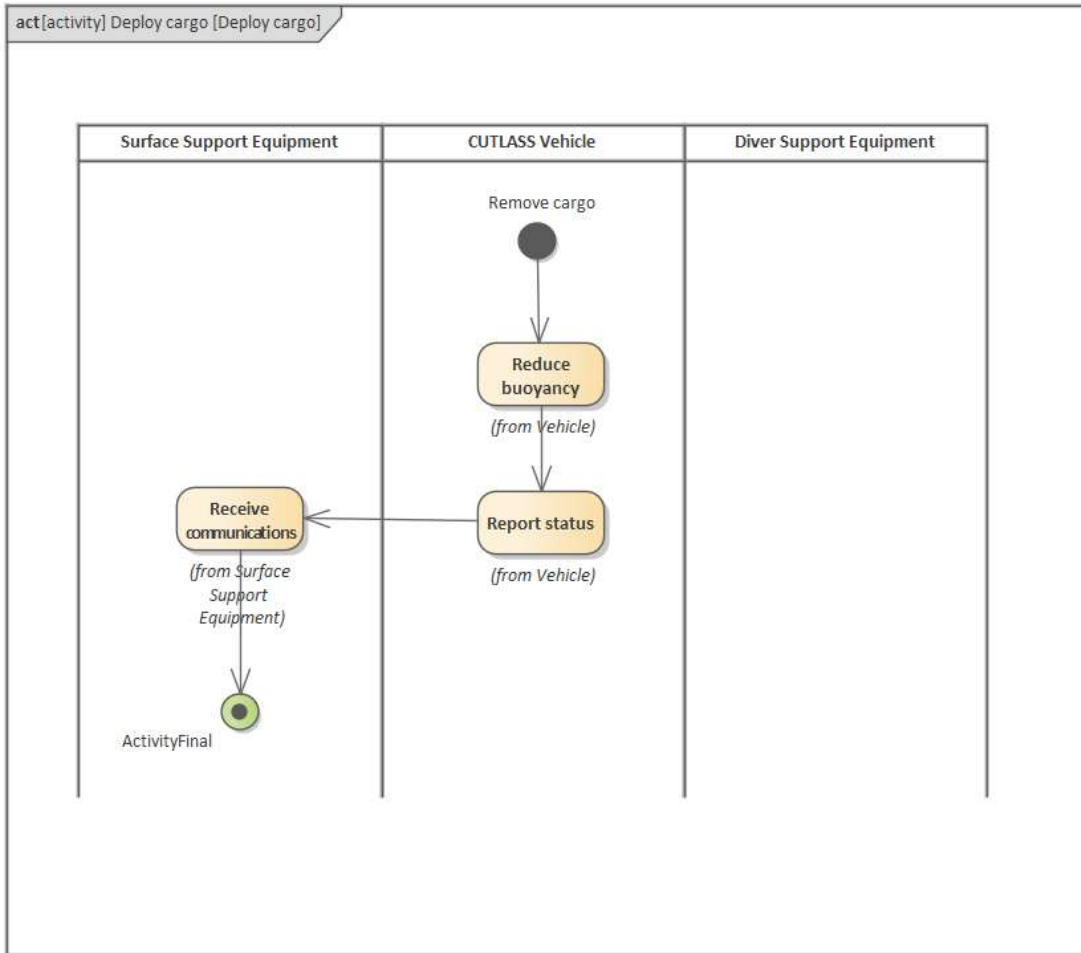 act [activity] Deploy cargo [Deploy cargo]
Surface Support Equipment
CUTLASS Vehicle
Diver Support Equipment
Remove cargo
Reduce
buoyancy
(from Vehicle)
Receive
communications
(from Surface
Support
Equipment)
Report status
(from Vehicle)
ActivityFinal